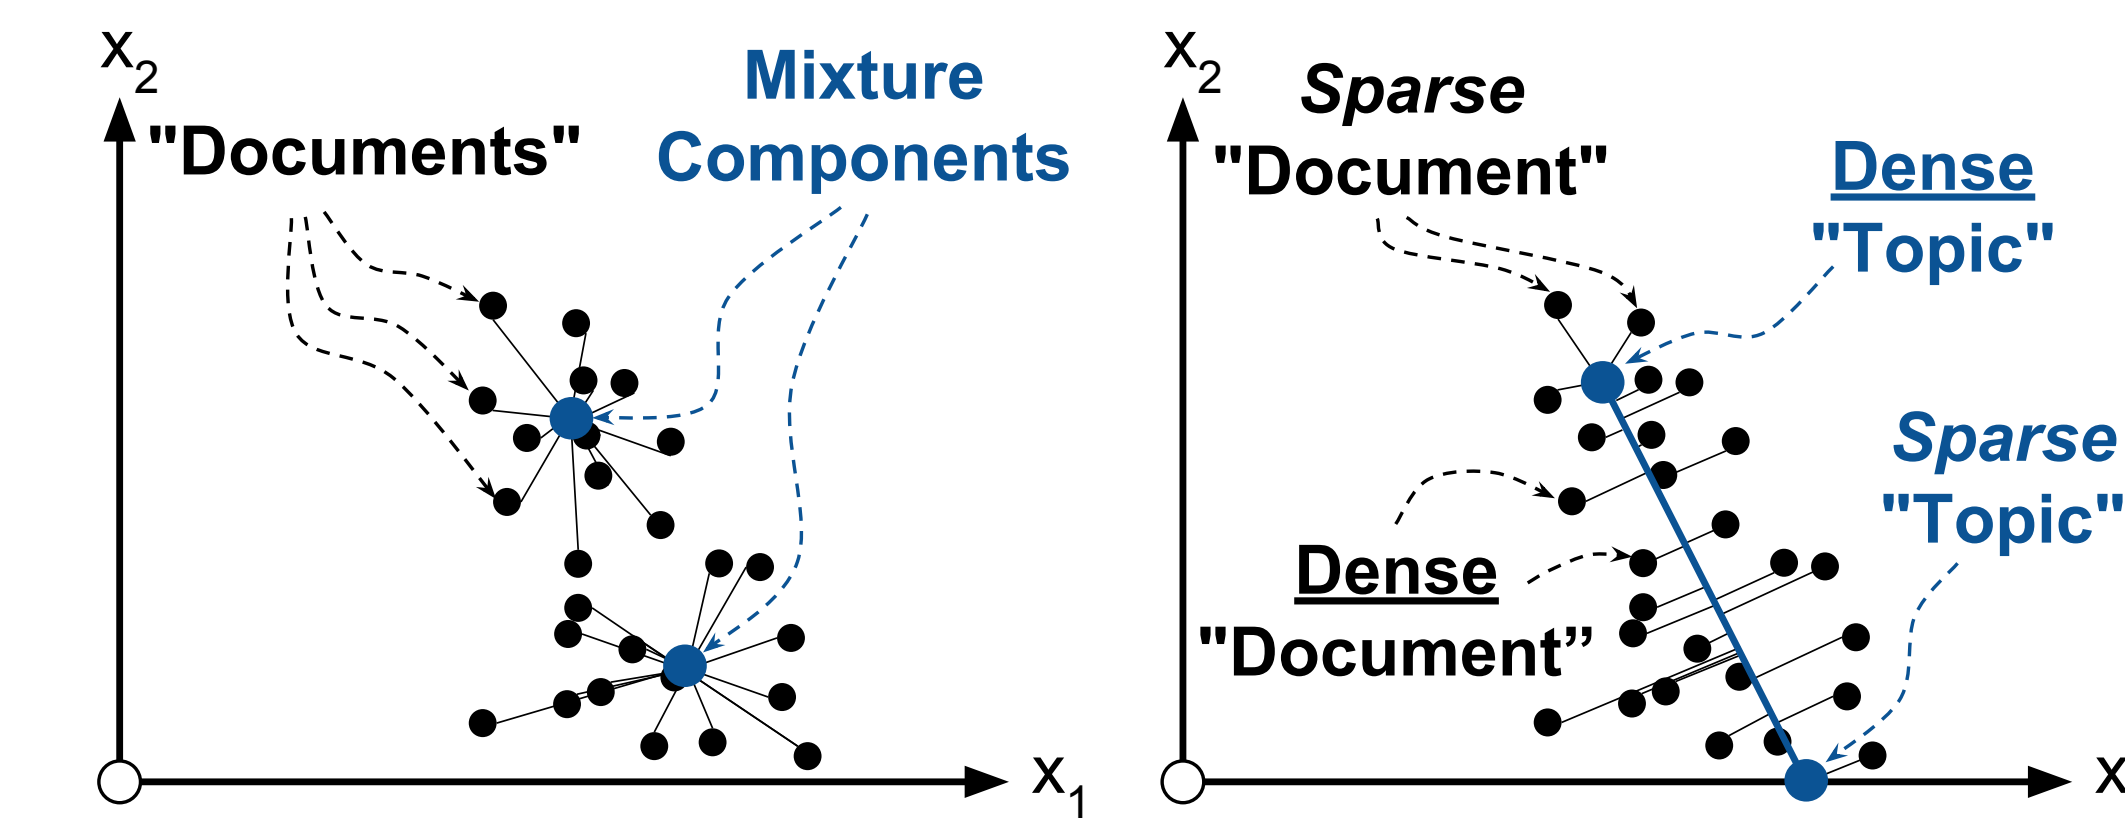 x2
"Documents"
Mixture
Components
x1
x2
Sparse
"Document"
Dense
"Topic"
Sparse
"Topic"
Dense
"Document”
x